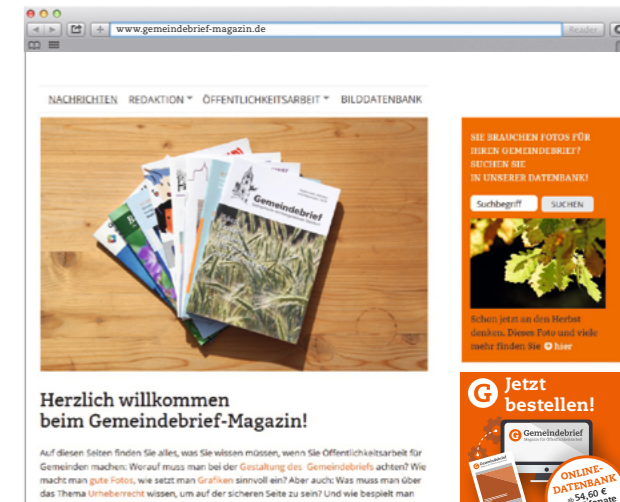 www.gemeindebrief-magazin.de
Reader
NACHRICHTEN REDAKTION ÖFFENTLICHKEITSARBEIT BILDDATENBANK
Gemeindebrief
SIE BRAUCHEN FOTOS FÜR
IHREN GEMEINDEBRIEF?
SUCHEN SIE
IN UNSERER DATENBANK!
Suchbegriff SUCHEN
Schon jetzt an den Herbst
denken. Dieses Foto und viele
mehr finden Sie hier
Herzlich willkommen
beim Gemeindebrief-Magazin!
Auf diesen Seiten finden Sie alles, was Sie wissen müssen, wenn Sie Öffentlichkeitsarbeit für
Gemeinden machen: Worauf muss man bei der Gestaltung des Gemeindebriefs achten? Wie
macht man gute Fotos, wie setzt man Grafiken sinnvoll ein? Aber auch: Was muss man über
das Thema Urheberrecht wissen, um auf der sicheren Seite zu sein? Und wie bespielt man
G Jetzt
bestellen!
G Gemeindebrief
Magazin für Öffentlichkeitsarbeit
ONLINE-
DATENBANK
54,60 €